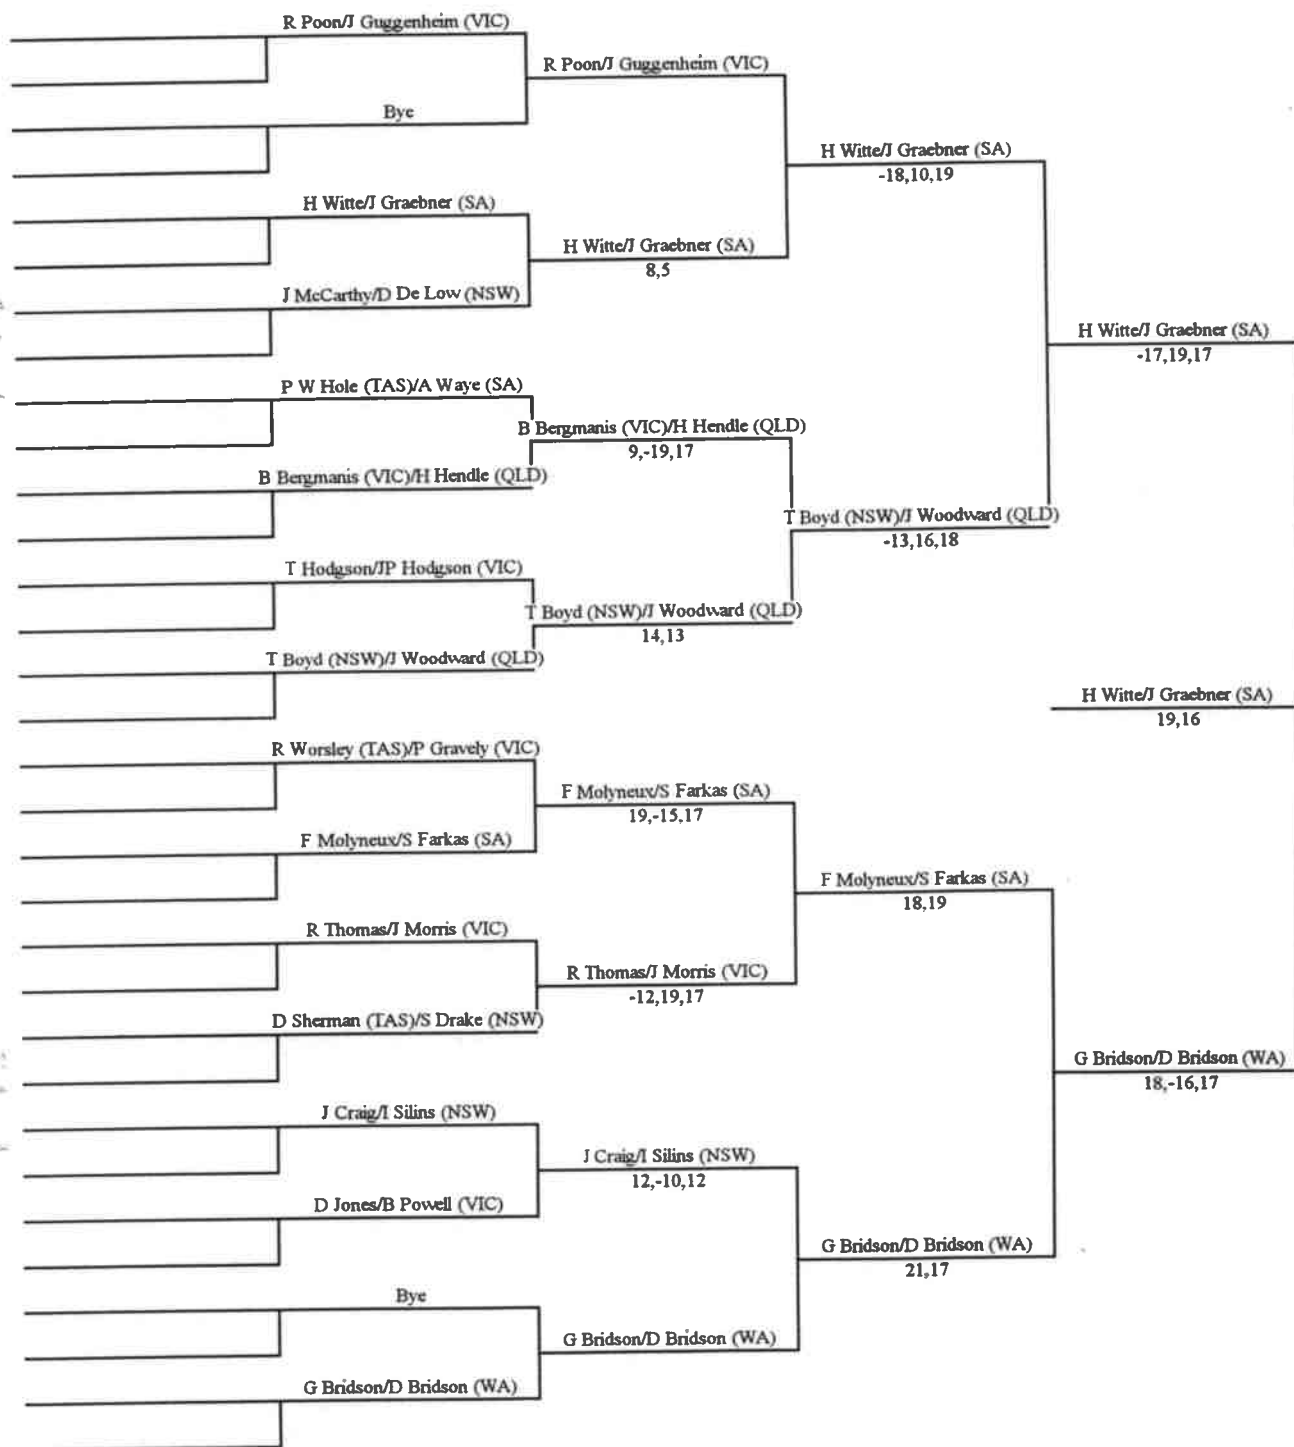 R Poon/J Guggenheim (VIC)
R Poon/J Guggenheim (VIC)
Bye
H Witte/J Graebner (SA)
-18,10,19
H Witte/J Graebner (SA)
H Witte/J Graebner (SA)
8,5
J McCarthy/D De Low (NSW)
H Witte/J Graebner (SA)
-17,19,17
P W Hole (TAS)/A Waye (SA)
B Bergmanis (VIC)/H Hendle (QLD)
9,-19,17
B Bergmanis (VIC)/H Hendle (QLD)
T Boyd (NSW)/J Woodward (QLD)
-13,16,18
T Hodgson/JP Hodgson (VIC)
T Boyd (NSW)/J Woodward (QLD)
14,13
T Boyd (NSW)/J Woodward (QLD)
H Witte/J Graebner (SA)
19,16
R Worsley (TAS)/P Gravely (VIC)
F Molyneux/S Farkas (SA)
19,-15,17
F Molyneux/S Farkas (SA)
F Molyneux/S Farkas (SA)
18,19
R Thomas/J Morris (VIC)
R Thomas/J Morris (VIC)
-12,19,17
D Sherman (TAS)/S Drake (NSW)
G Bridson/D Bridson (WA)
18,-16,17
J Craig/I Silins (NSW)
J Craig/I Silins (NSW)
12,-10,12
D Jones/B Powell (VIC)
G Bridson/D Bridson (WA)
21,17
Bye
G Bridson/D Bridson (WA)
G Bridson/D Bridson (WA)